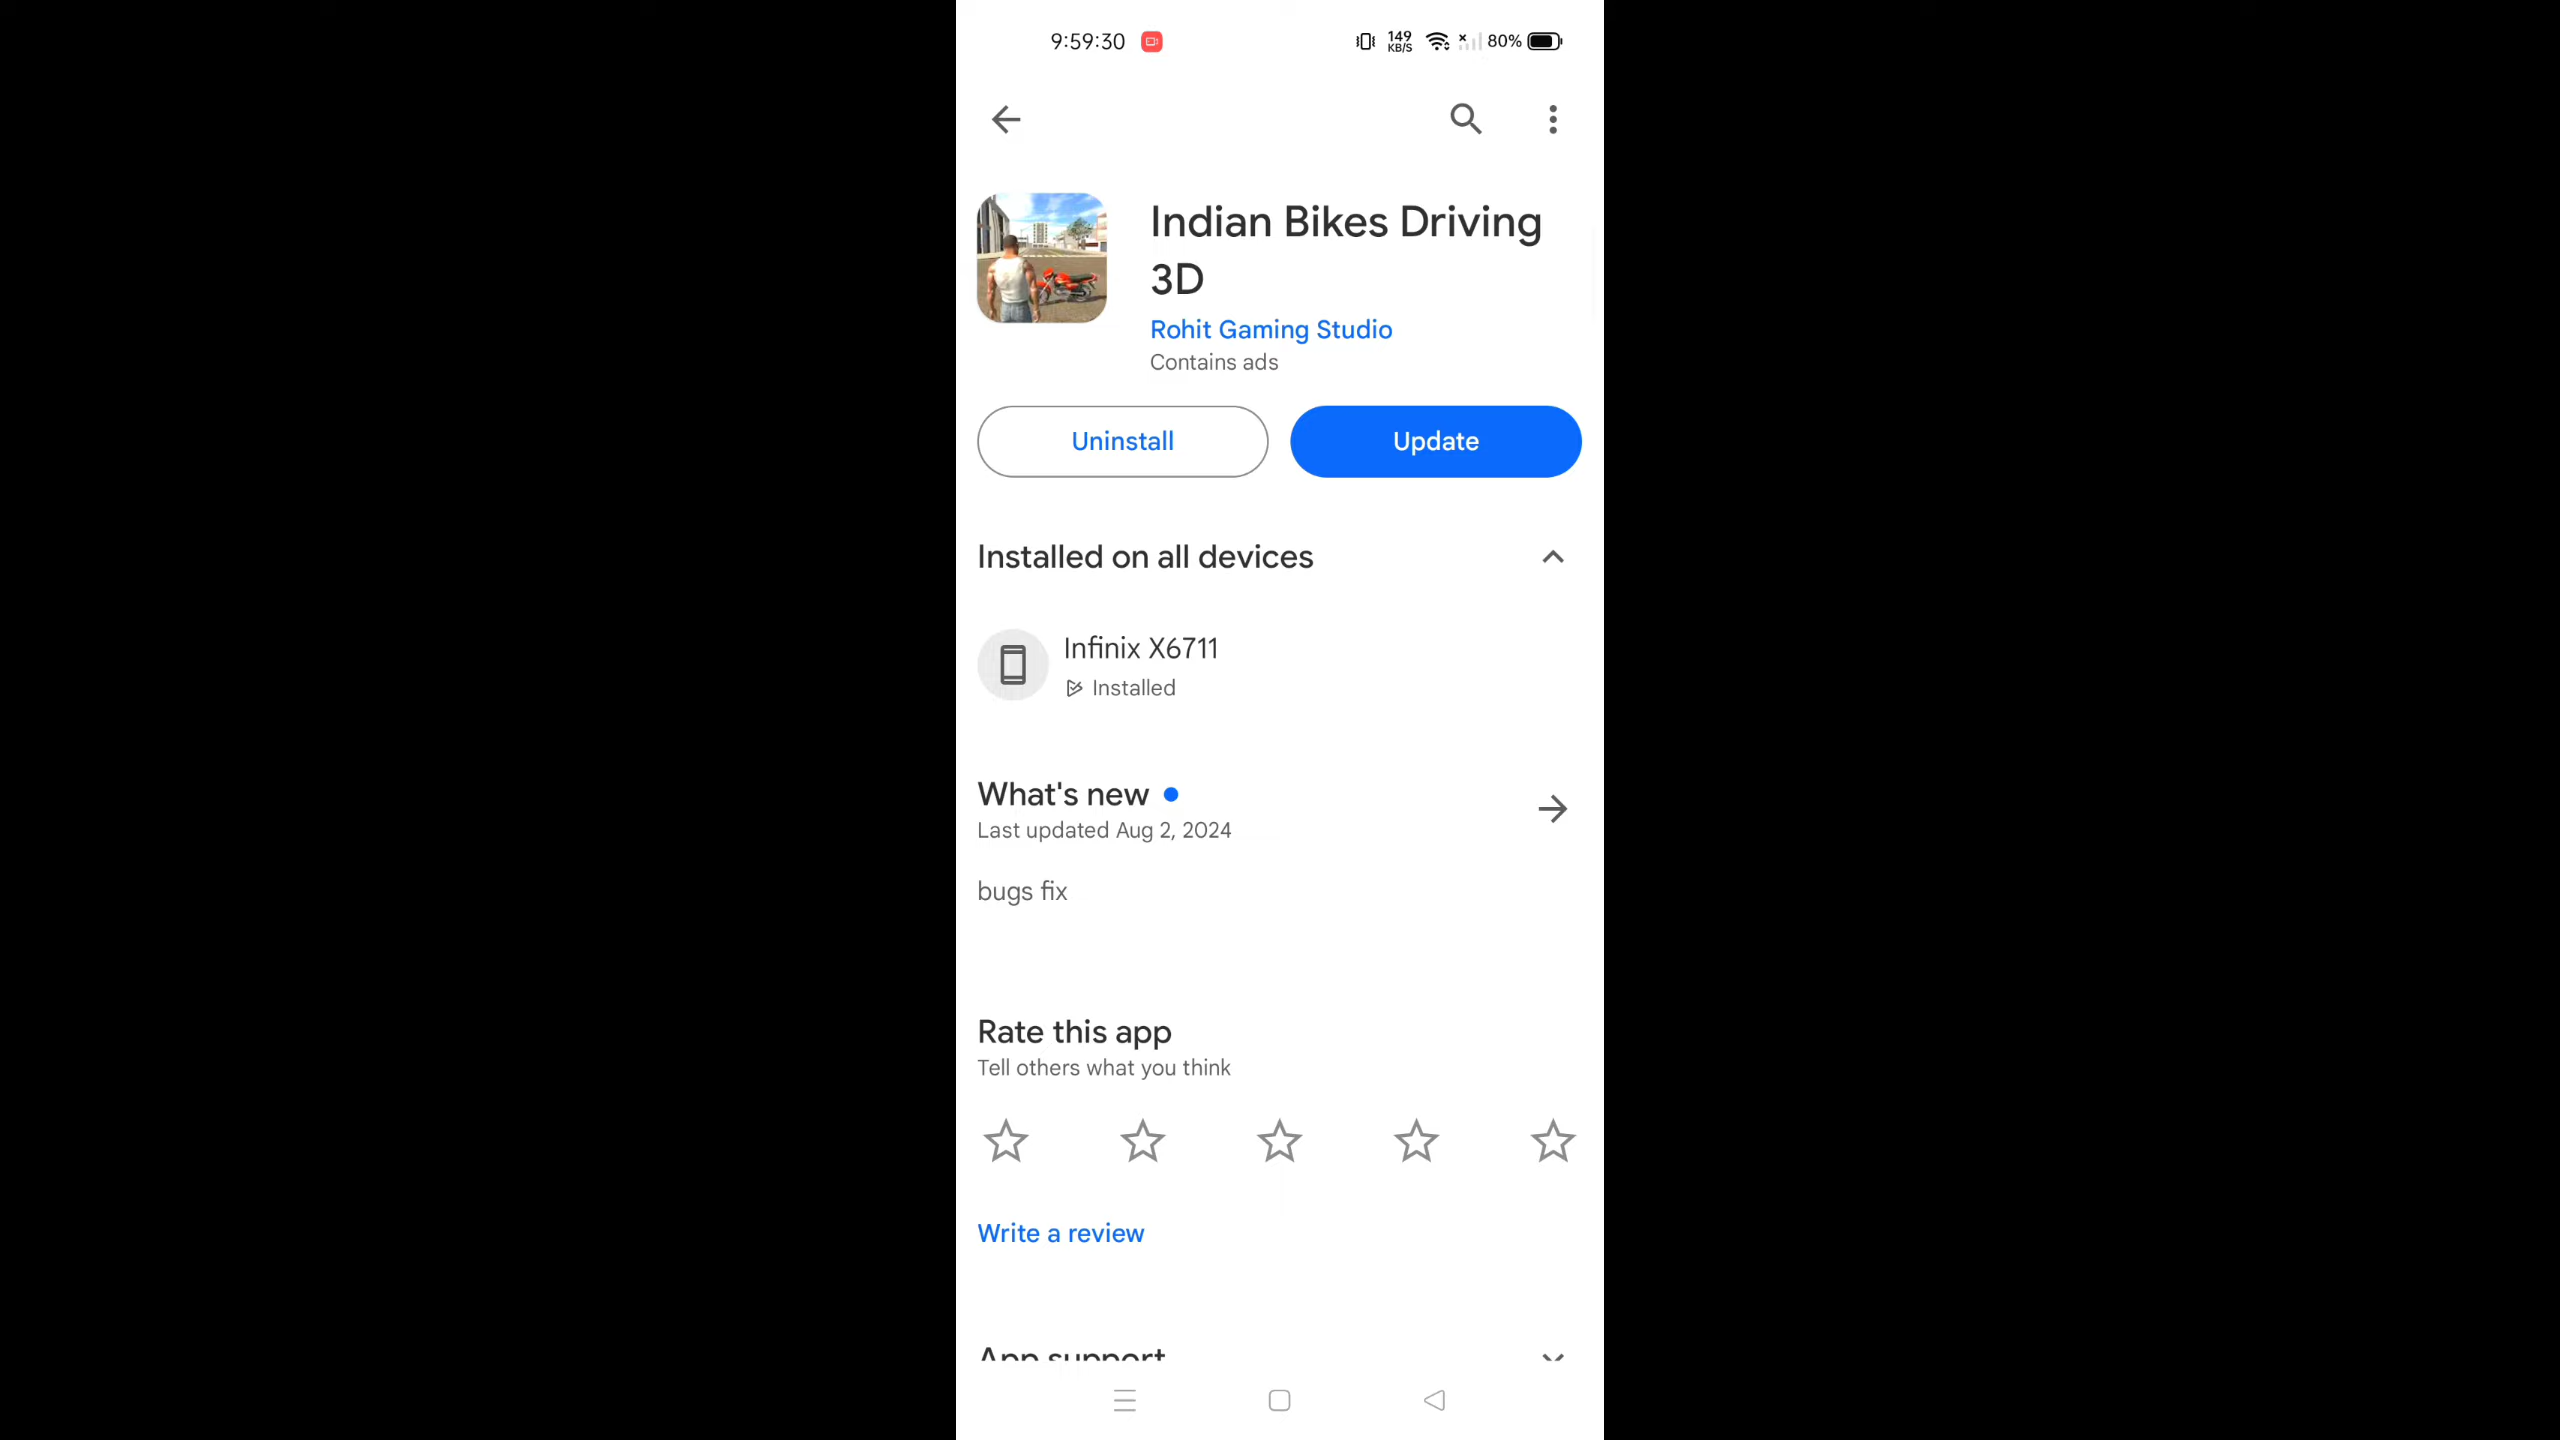 9:59:30
149
KB/S
80%
Indian Bikes Driving
3D
Rohit Gaming Studio
Contains ads
Uninstall
Update
Installed on all devices
Infinix X6711
Installed
What's new
Last updated Aug 2, 2024
bugs fix
Rate this app
Tell others what you think
Write a review
App support